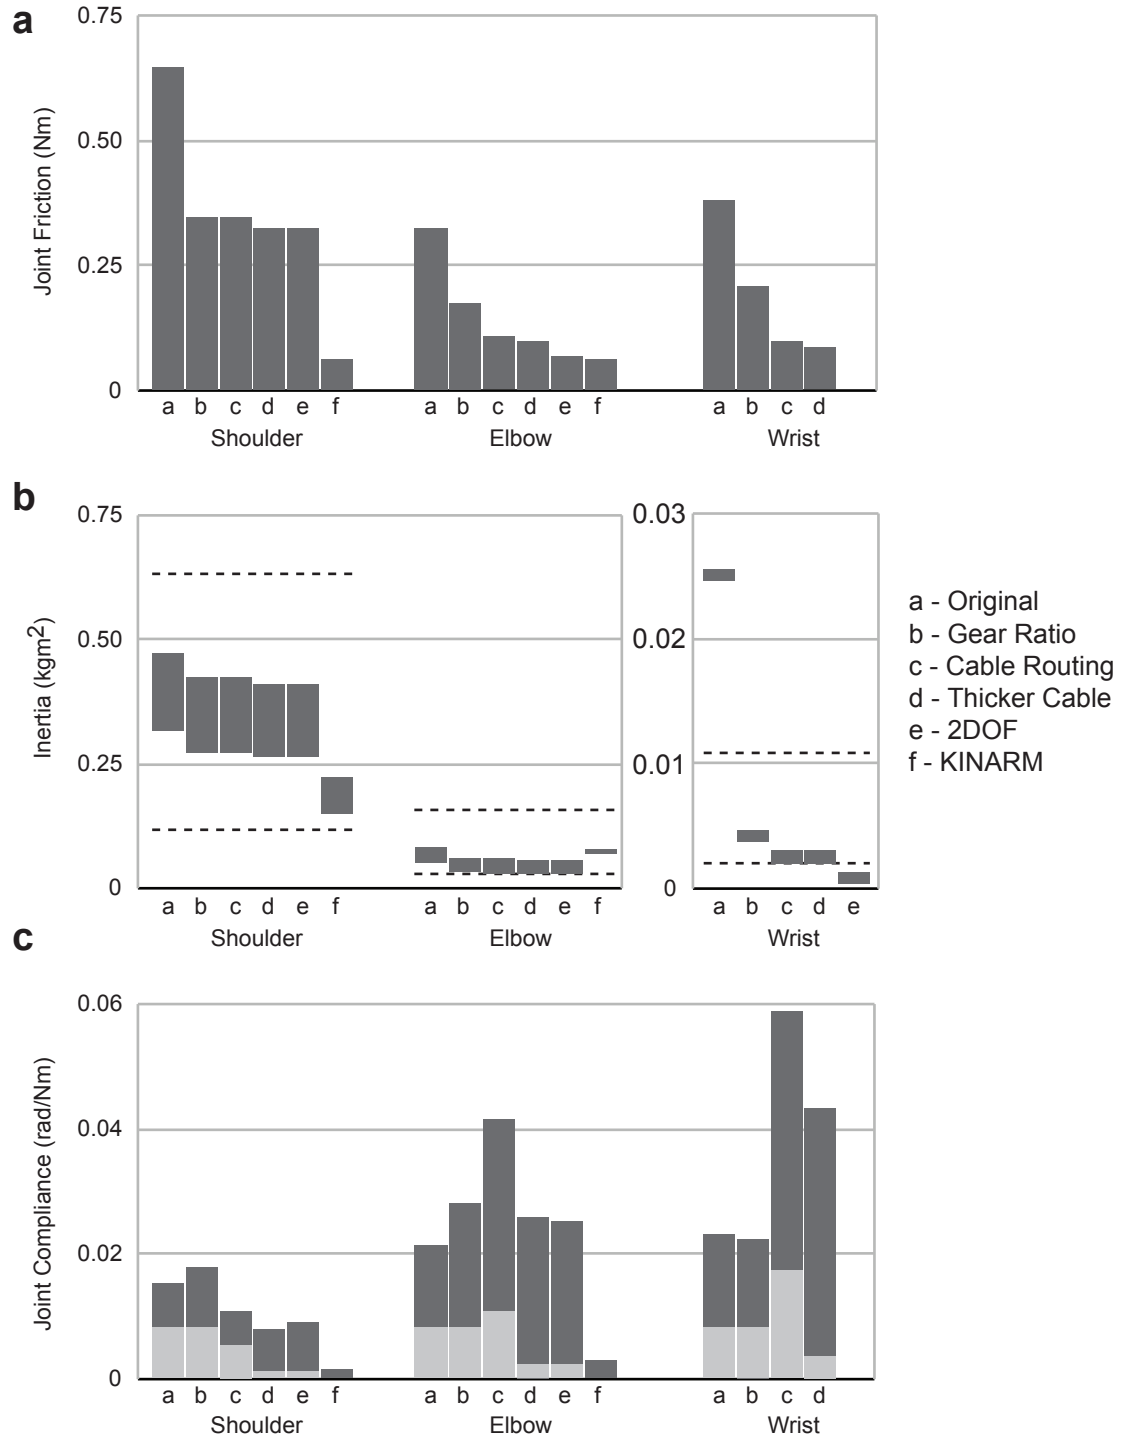 a
0.75
0.50
0.25
0
Joint Friction (Nm)
a b c d e f
a b c d e f
a b c d
Shoulder
Elbow
Wrist
b
0.75
0.50
0.25
0
Inertia (kgm2)
0.03
0.02
0.01
0
a b c d e f
a b c d e f
a b c d e
Shoulder
Elbow
Wrist
a - Original
b - Gear Ratio
c - Cable Routing
d - Thicker Cable
e - 2DOF
f - KINARM
c
0.06
0.04
0.02
0
Joint Compliance (rad/Nm)
a b c d e f
a b c d e f
a b c d
Shoulder
Elbow
Wrist